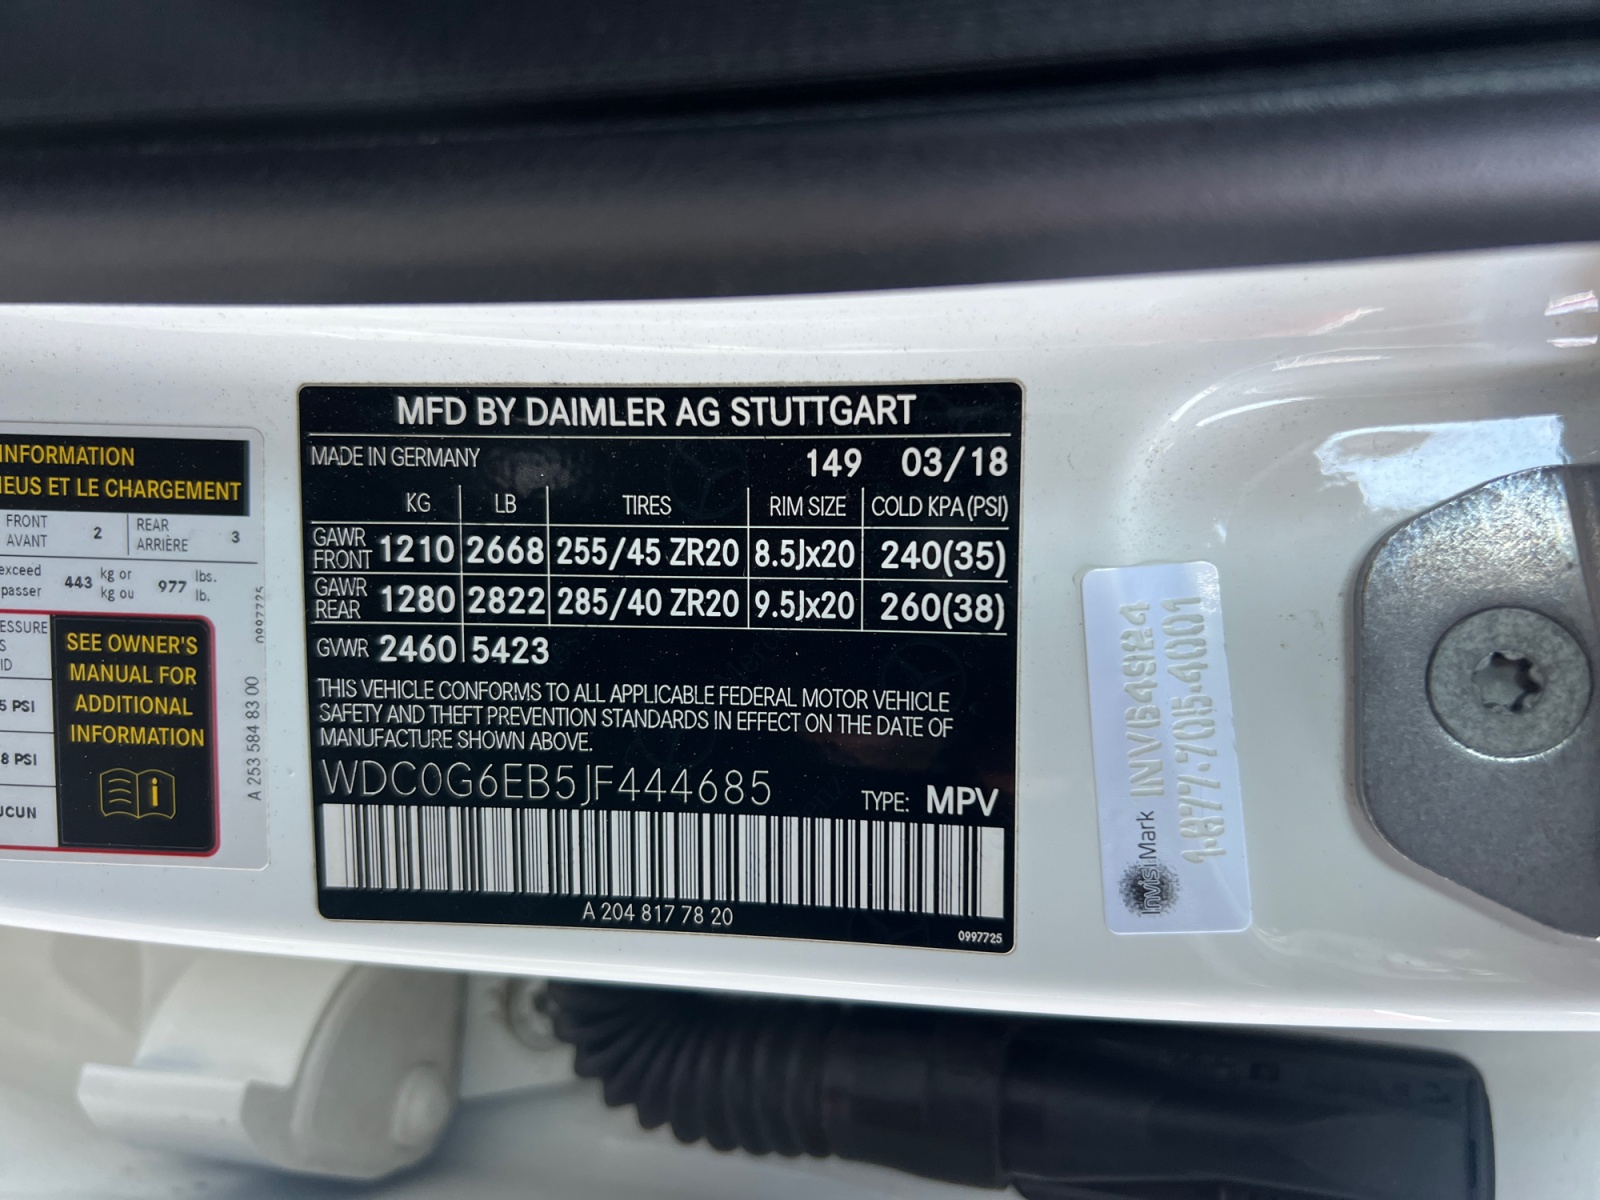 INFORMATION
NEUS ET LE CHARGEMENT
FRONT
AVANT
2
REAR
ARRIÈRE
3
exceed
passer
443
kg or
kg ou
977
lbs.
lb.
ESSURE
S
ID
5 PSI
8 PSI
UCUN
SEE OWNER'S
MANUAL FOR
ADDITIONAL
INFORMATION
i
0997725
A 253 584 83 00
MFD BY DAIMLER AG STUTTGART
MADE IN GERMANY 149 03/18
KG LB TIRES RIM SIZE COLD KPA (PSI)
GAWR FRONT 1210 2668 255/45 ZR20 8.5Jx20 240(35)
GAWR REAR 1280 2822 285/40 ZR20 9.5Jx20 260(38)
GVWR 2460 5423
THIS VEHICLE CONFORMS TO ALL APPLICABLE FEDERAL MOTOR VEHICLE
SAFETY AND THEFT PREVENTION STANDARDS IN EFFECT ON THE DATE OF
MANUFACTURE SHOWN ABOVE.
WDC0G6EB5JF444685
TYPE: MPV
A 204 817 78 20
0997725
InvisiMark
1.877.705.4001